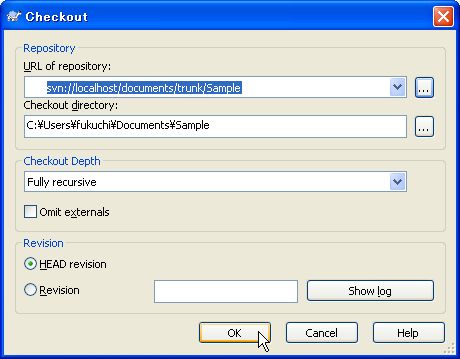 Checkout
Repository
URL of repository:
svn://localhost/documents/trunk/Sample
...
Checkout directory:
C:¥Users¥fukuchi¥Documents¥Sample
...
Checkout Depth
Fully recursive
Omit externals
Revision
HEAD revision
Revision
Show log
OK Cancel Help